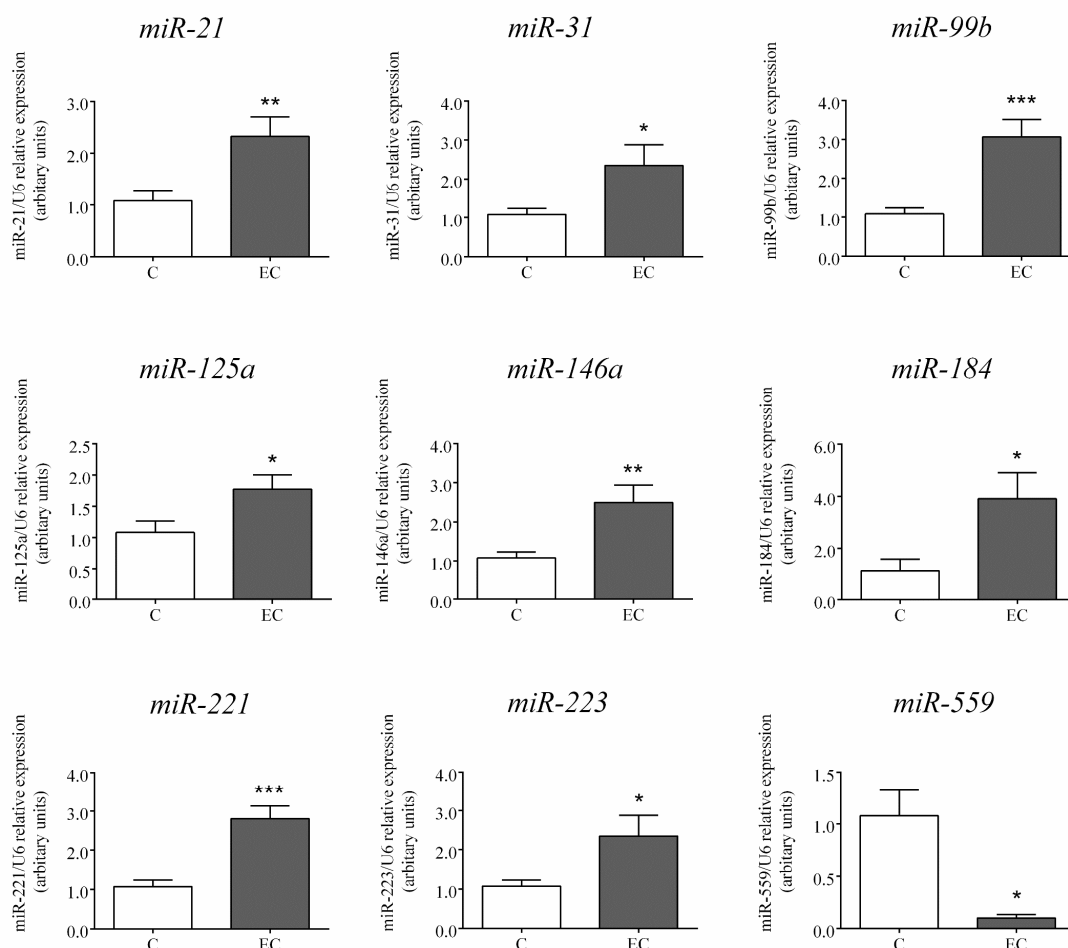 miR-21
miR-21/U6 relative expression
(arbitary units)
3.0
2.0
1.0
0.0
**
C
EC
miR-31
miR-31/U6 relative expression
(arbitary units)
4.0
3.0
2.0
1.0
0.0
*
C
EC
miR-99b
miR-99b/U6 relative expression
(arbitary units)
4.0
3.0
2.0
1.0
0.0
***
C
EC
miR-125a
miR-125a/U6 relative expression
(arbitary units)
2.5
2.0
1.5
1.0
0.5
0.0
*
C
EC
miR-146a
miR-146a/U6 relative expression
(arbitary units)
4.0
3.0
2.0
1.0
0.0
**
C
EC
miR-184
miR-184/U6 relative expression
(arbitary units)
6.0
4.0
2.0
0.0
*
C
EC
miR-221
miR-221/U6 relative expression
(arbitary units)
4.0
3.0
2.0
1.0
0.0
***
C
EC
miR-223
miR-223/U6 relative expression
(arbitary units)
4.0
3.0
2.0
1.0
0.0
*
C
EC
miR-559
miR-559/U6 relative expression
(arbitary units)
1.5
1.0
0.5
0.0
*
C
EC